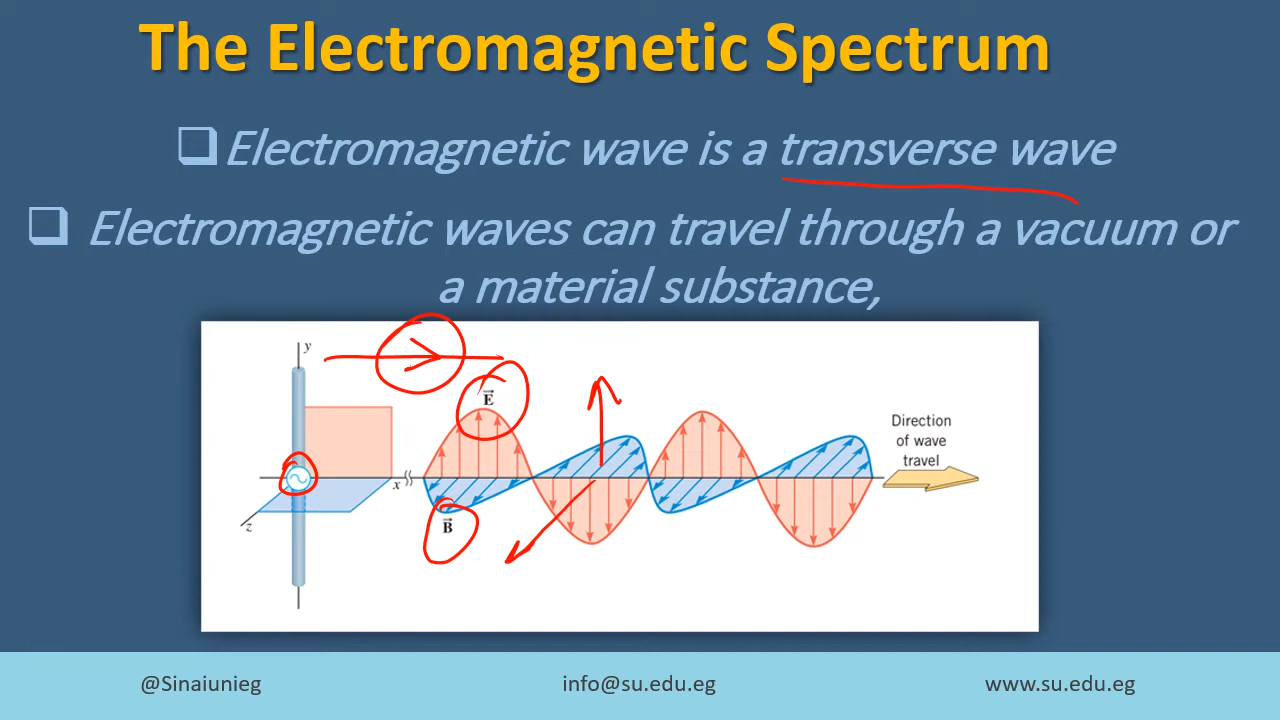 The Electromagnetic Spectrum
Electromagnetic wave is a transverse wave
Electromagnetic waves can travel through a vacuum or
a material substance,
y
E
Direction
of wave
travel
x
z
B
@Sinaiunieg
info@su.edu.eg
www.su.edu.eg